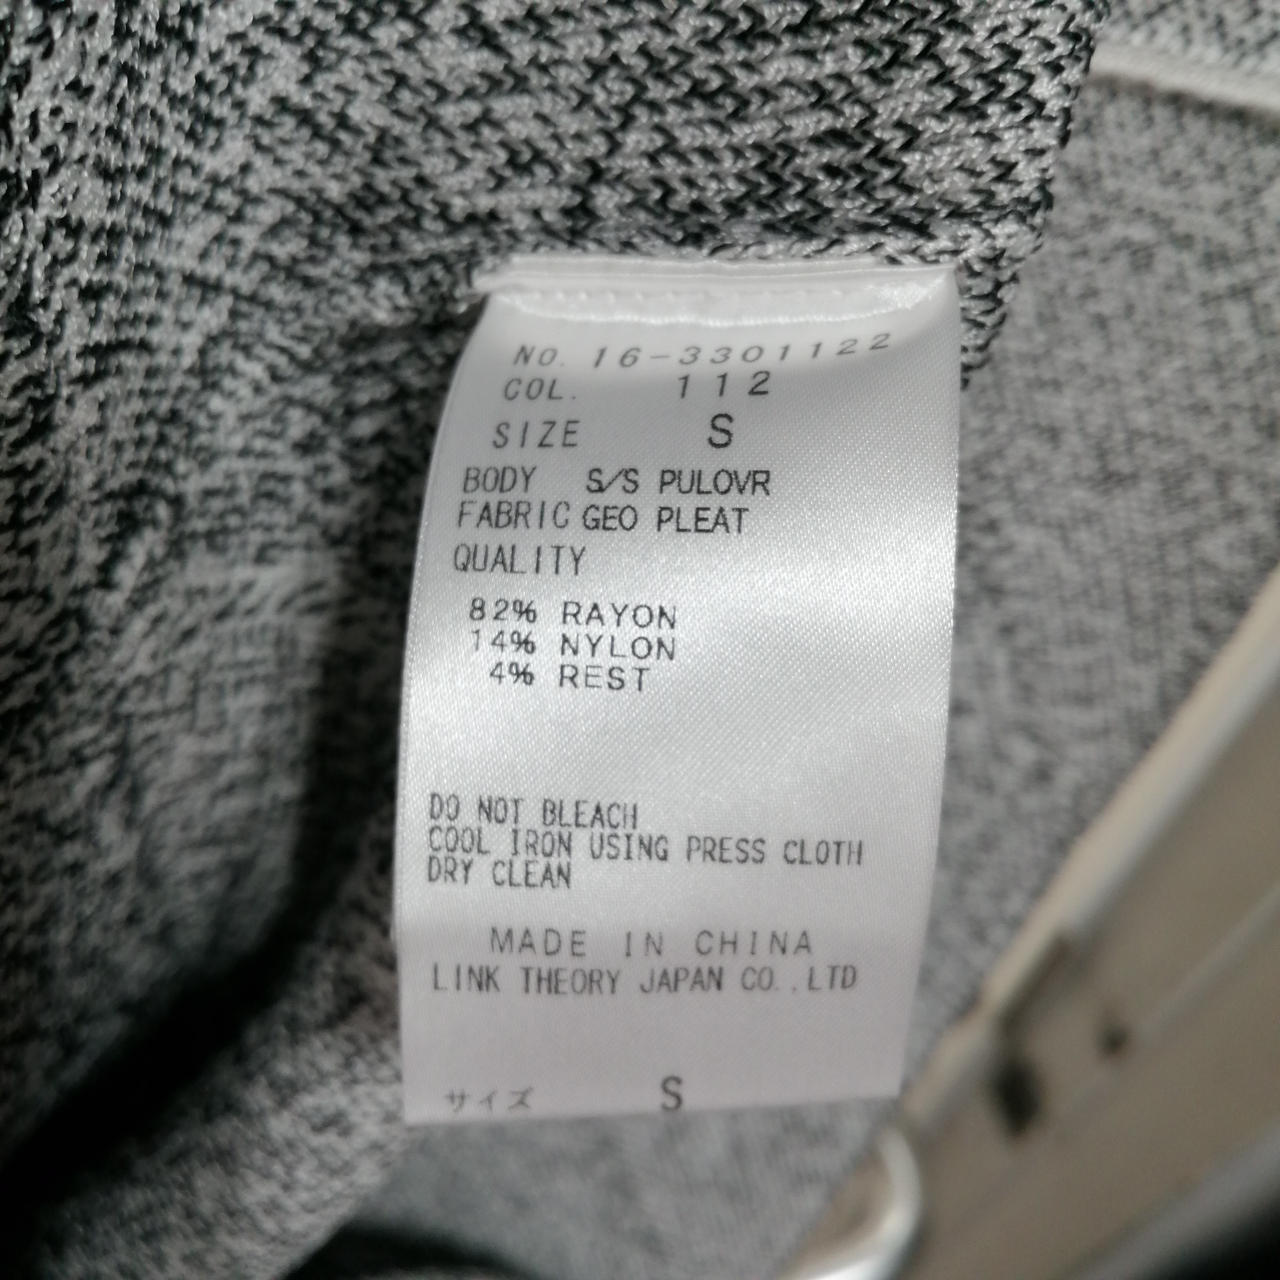 NO. 16-3301122
COL. 112
SIZE S
BODY S/S PULOVR
FABRIC GEO PLEAT
QUALITY
82% RAYON
14% NYLON
4% REST
DO NOT BLEACH
COOL IRON USING PRESS CLOTH
DRY CLEAN
MADE IN CHINA
LINK THEORY JAPAN CO.,LTD
サイズ S